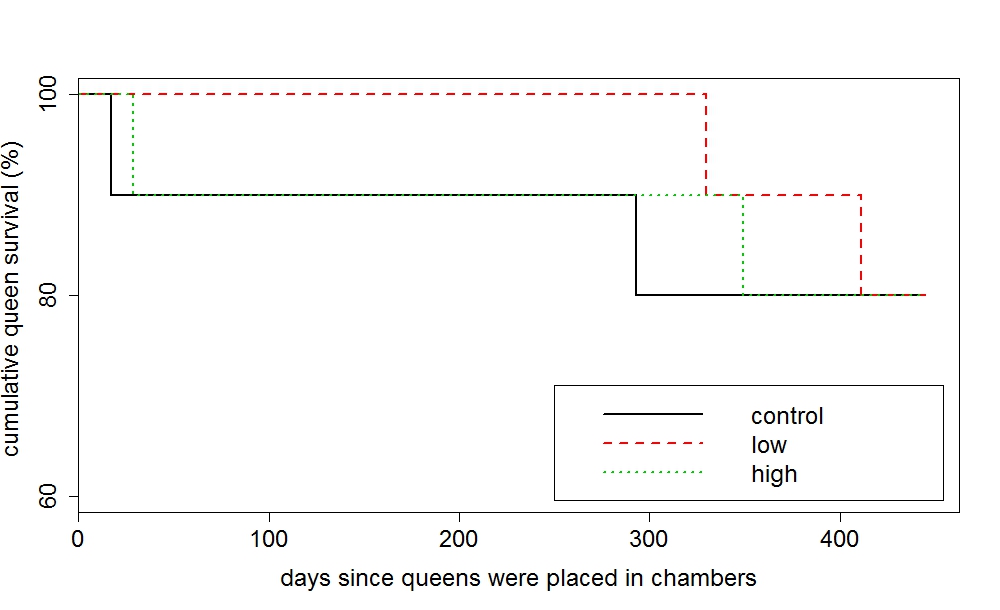 cumulative queen survival (%)
100
80
60
control
low
high
0 100 200 300 400
days since queens were placed in chambers